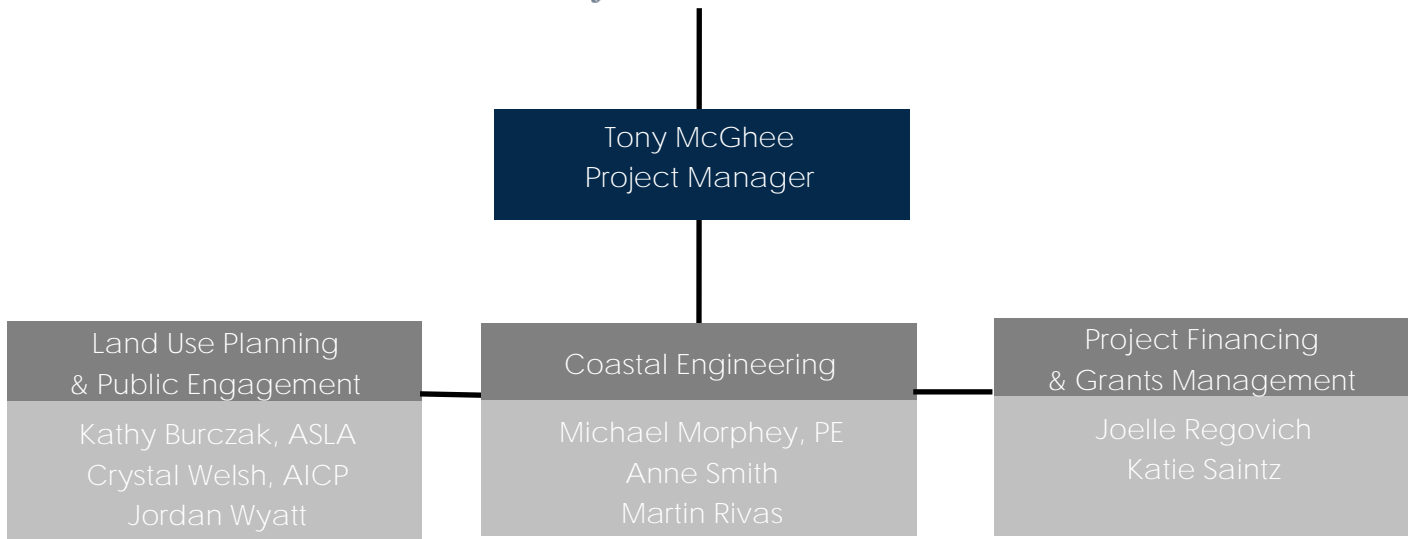 Tony McGhee
Project Manager
Land Use Planning
& Public Engagement
Kathy Burczak, ASLA
Crystal Welsh, AICP
Jordan Wyatt
Coastal Engineering
Michael Morphey, PE
Anne Smith
Martin Rivas
Project Financing
& Grants Management
Joelle Regovich
Katie Saintz